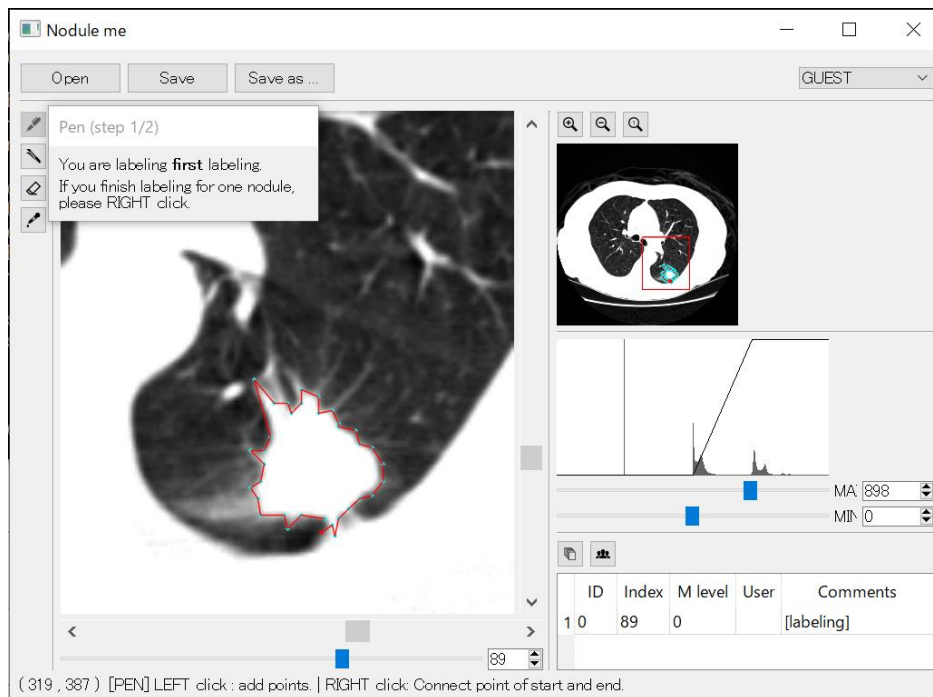 Nodule me
Open Save Save as ... GUEST
Pen (step 1/2)
You are labeling first labeling.
If you finish labeling for one nodule,
please RIGHT click.
MA 898
MIN 0
ID Index M level User Comments
1 0 89 0 [labeling]
89
( 319 , 387 ) [PEN] LEFT click : add points. | RIGHT click: Connect point of start and end.